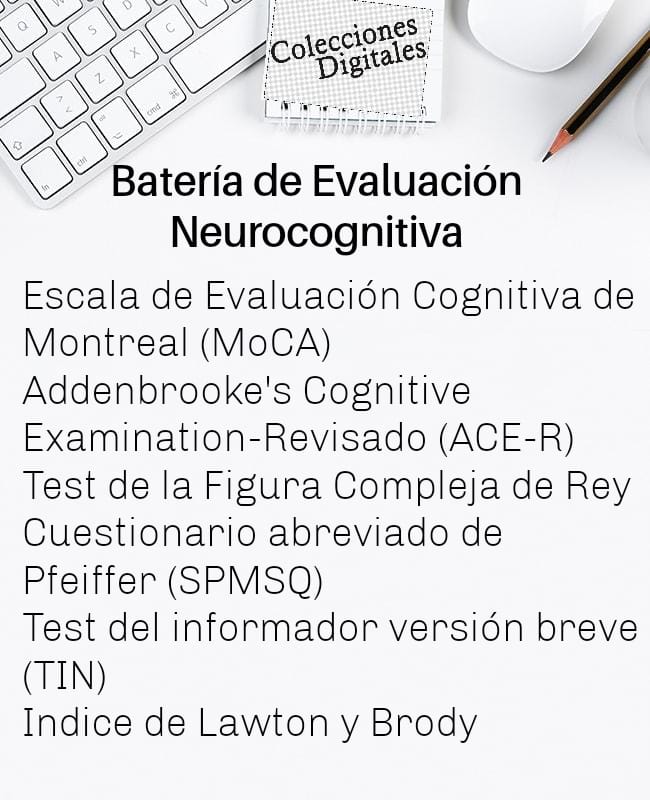 Colecciones
Digitales
Batería de Evaluación
Neurocognitiva
Escala de Evaluación Cognitiva de
Montreal (MoCA)
Addenbrooke's Cognitive
Examination-Revisado (ACE-R)
Test de la Figura Compleja de Rey
Cuestionario abreviado de
Pfeiffer (SPMSQ)
Test del informador versión breve
(TIN)
Indice de Lawton y Brody